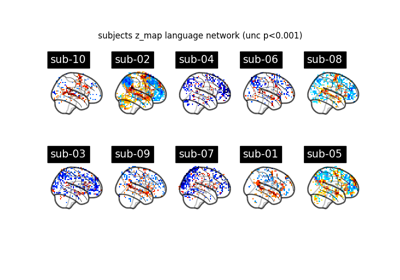 subjects z_map language network (unc p<0.001)
sub-10 sub-02 sub-04 sub-06 sub-08
sub-03 sub-09 sub-07 sub-01 sub-05